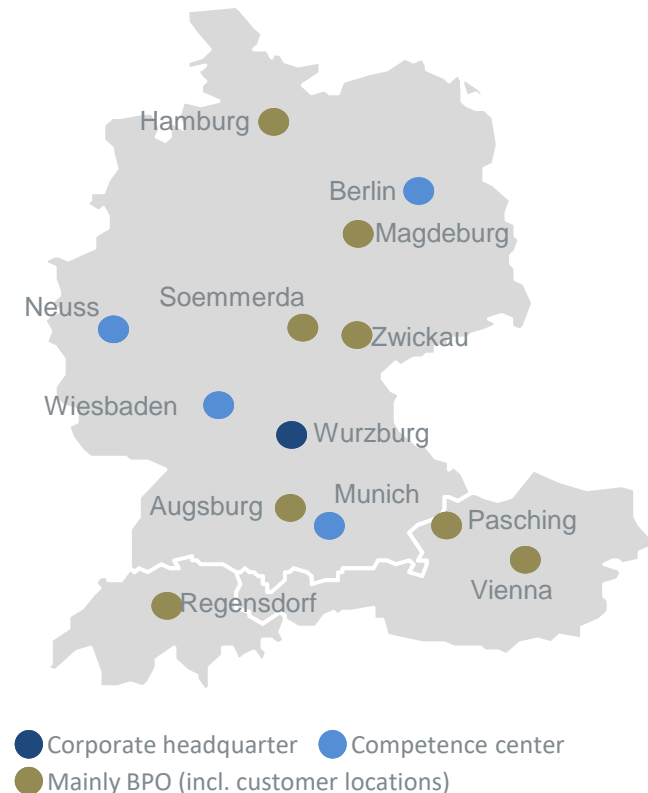 Hamburg
Berlin
Magdeburg
Soemmerda
Neuss
Zwickau
Wiesbaden
Wurzburg
Munich
Augsburg
Pasching
Vienna
Regensdorf
Corporate headquarter
Competence center
Mainly BPO (incl. customer locations)